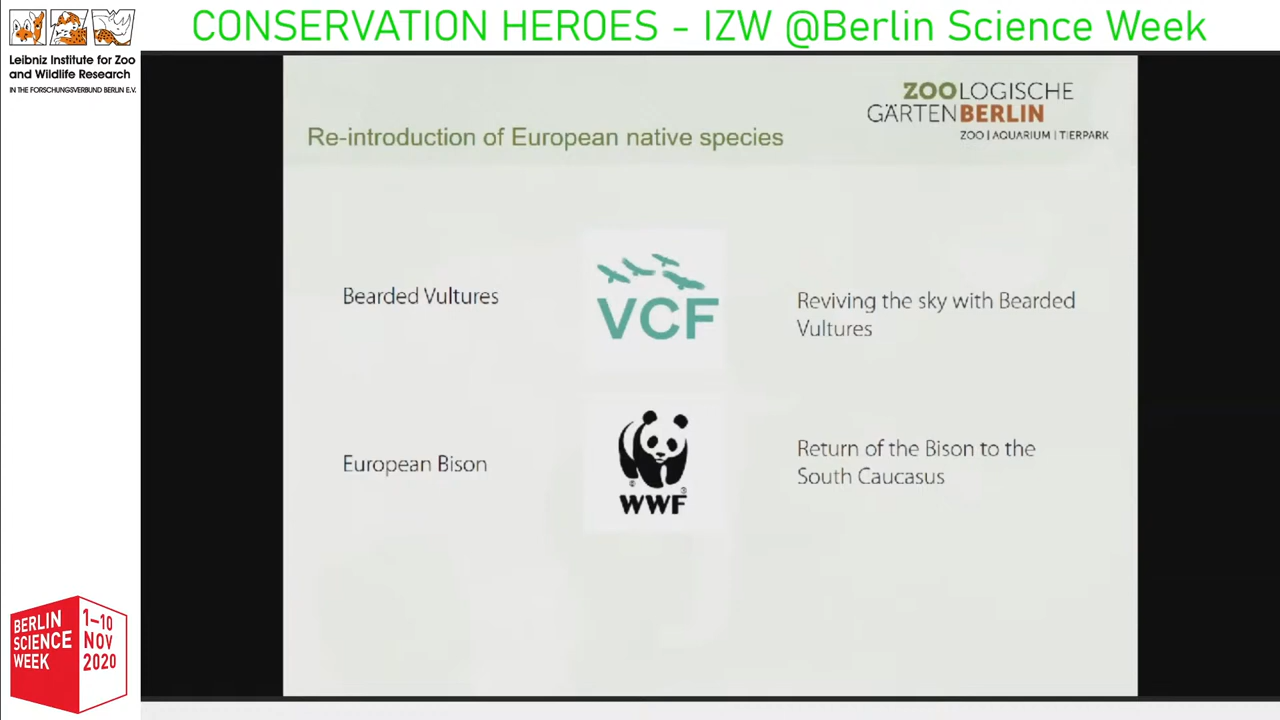 CONSERVATION HEROES - IZW @Berlin Science Week
Leibniz Institute for Zoo
and Wildlife Research
IN THE FORSCHUNGSVERBUND BERLIN E.V.
ZOOLOGISCHE
GÄRTENBERLIN
ZOO | AQUARIUM | TIERPARK
Re-introduction of European native species
Bearded Vultures
VCF
Reviving the sky with Bearded
Vultures
European Bison
WWF
Return of the Bison to the
South Caucasus
BERLIN
SCIENCE
WEEK
1–10
NOV
2020